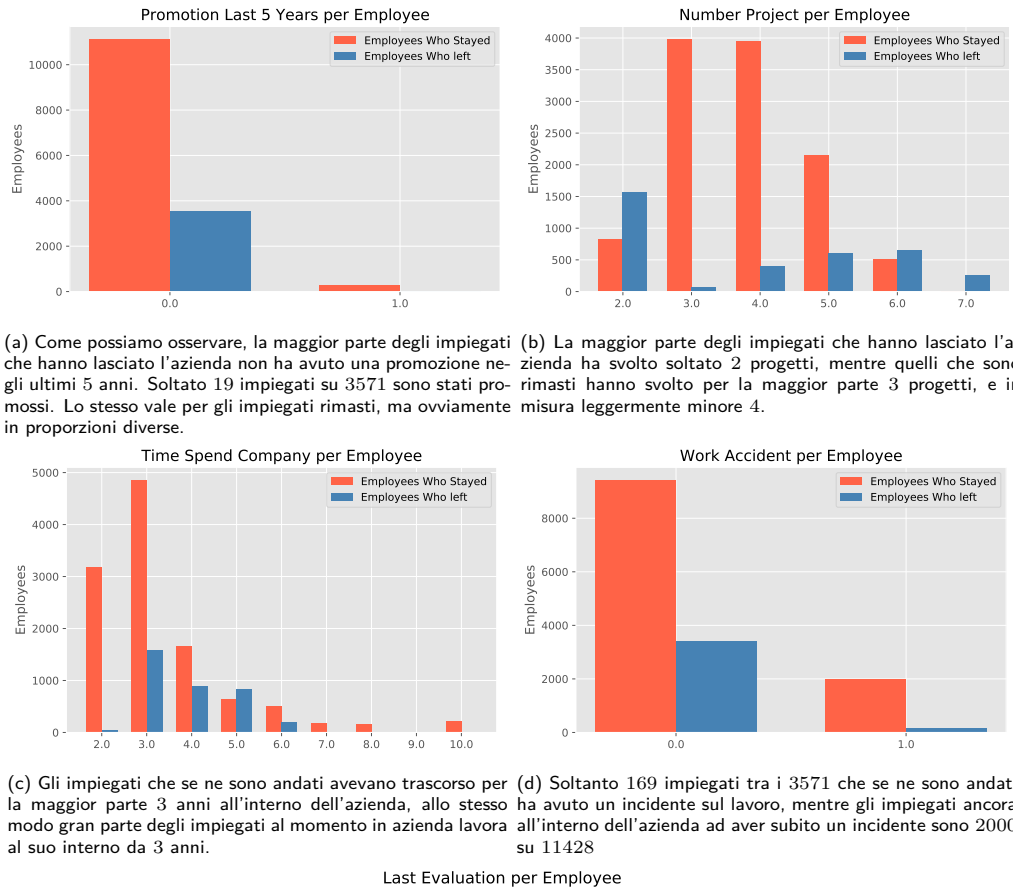 Promotion Last 5 Years per Employee
Employees Who Stayed
Employees Who left
Employees
10000
8000
6000
4000
2000
0
0.0 1.0
Number Project per Employee
Employees Who Stayed
Employees Who left
Employees
4000
3500
3000
2500
2000
1500
1000
500
0
2.0 3.0 4.0 5.0 6.0 7.0
(a) Come possiamo osservare, la maggior parte degli impiegati
che hanno lasciato l'azienda non ha avuto una promozione ne-
gli ultimi 5 anni. Soltato 19 impiegati su 3571 sono stati pro-
mossi. Lo stesso vale per gli impiegati rimasti, ma ovviamente
in proporzioni diverse.
(b) La maggior parte degli impiegati che hanno lasciato l'a-
zienda ha svolto soltato 2 progetti, mentre quelli che sono
rimasti hanno svolto per la maggior parte 3 progetti, e in
misura leggermente minore 4.
Time Spend Company per Employee
Employees Who Stayed
Employees Who left
Employees
5000
4000
3000
2000
1000
0
2.0 3.0 4.0 5.0 6.0 7.0 8.0 9.0 10.0
Work Accident per Employee
Employees Who Stayed
Employees Who left
Employees
8000
6000
4000
2000
0
0.0 1.0
(c) Gli impiegati che se ne sono andati avevano trascorso per
la maggior parte 3 anni all'interno dell'azienda, allo stesso
modo gran parte degli impiegati al momento in azienda lavora
al suo interno da 3 anni.
(d) Soltanto 169 impiegati tra i 3571 che se ne sono andati
ha avuto un incidente sul lavoro, mentre gli impiegati ancora
all'interno dell'azienda ad aver subito un incidente sono 2000
su 11428
Last Evaluation per Employee